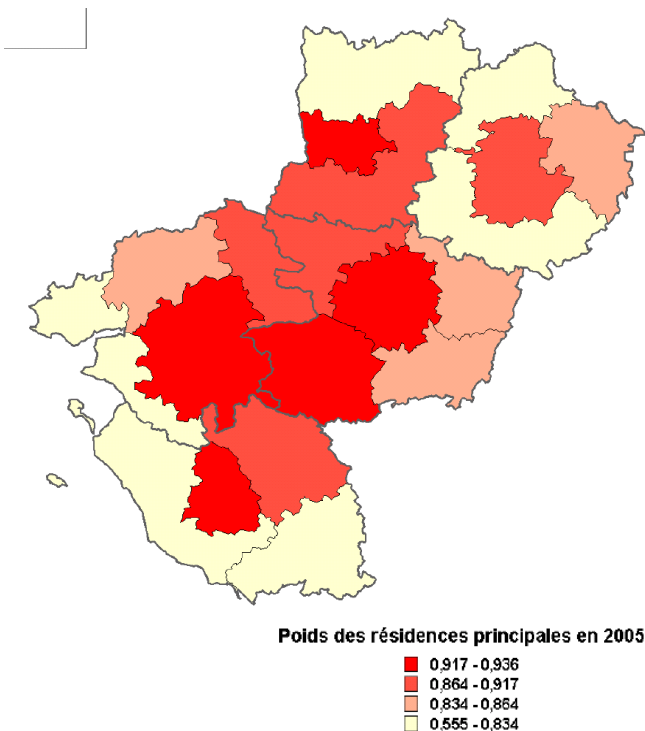 Poids des résidences principales en 2005
0,917 - 0,936
0,864 - 0,917
0,834 - 0,864
0,555 - 0,834